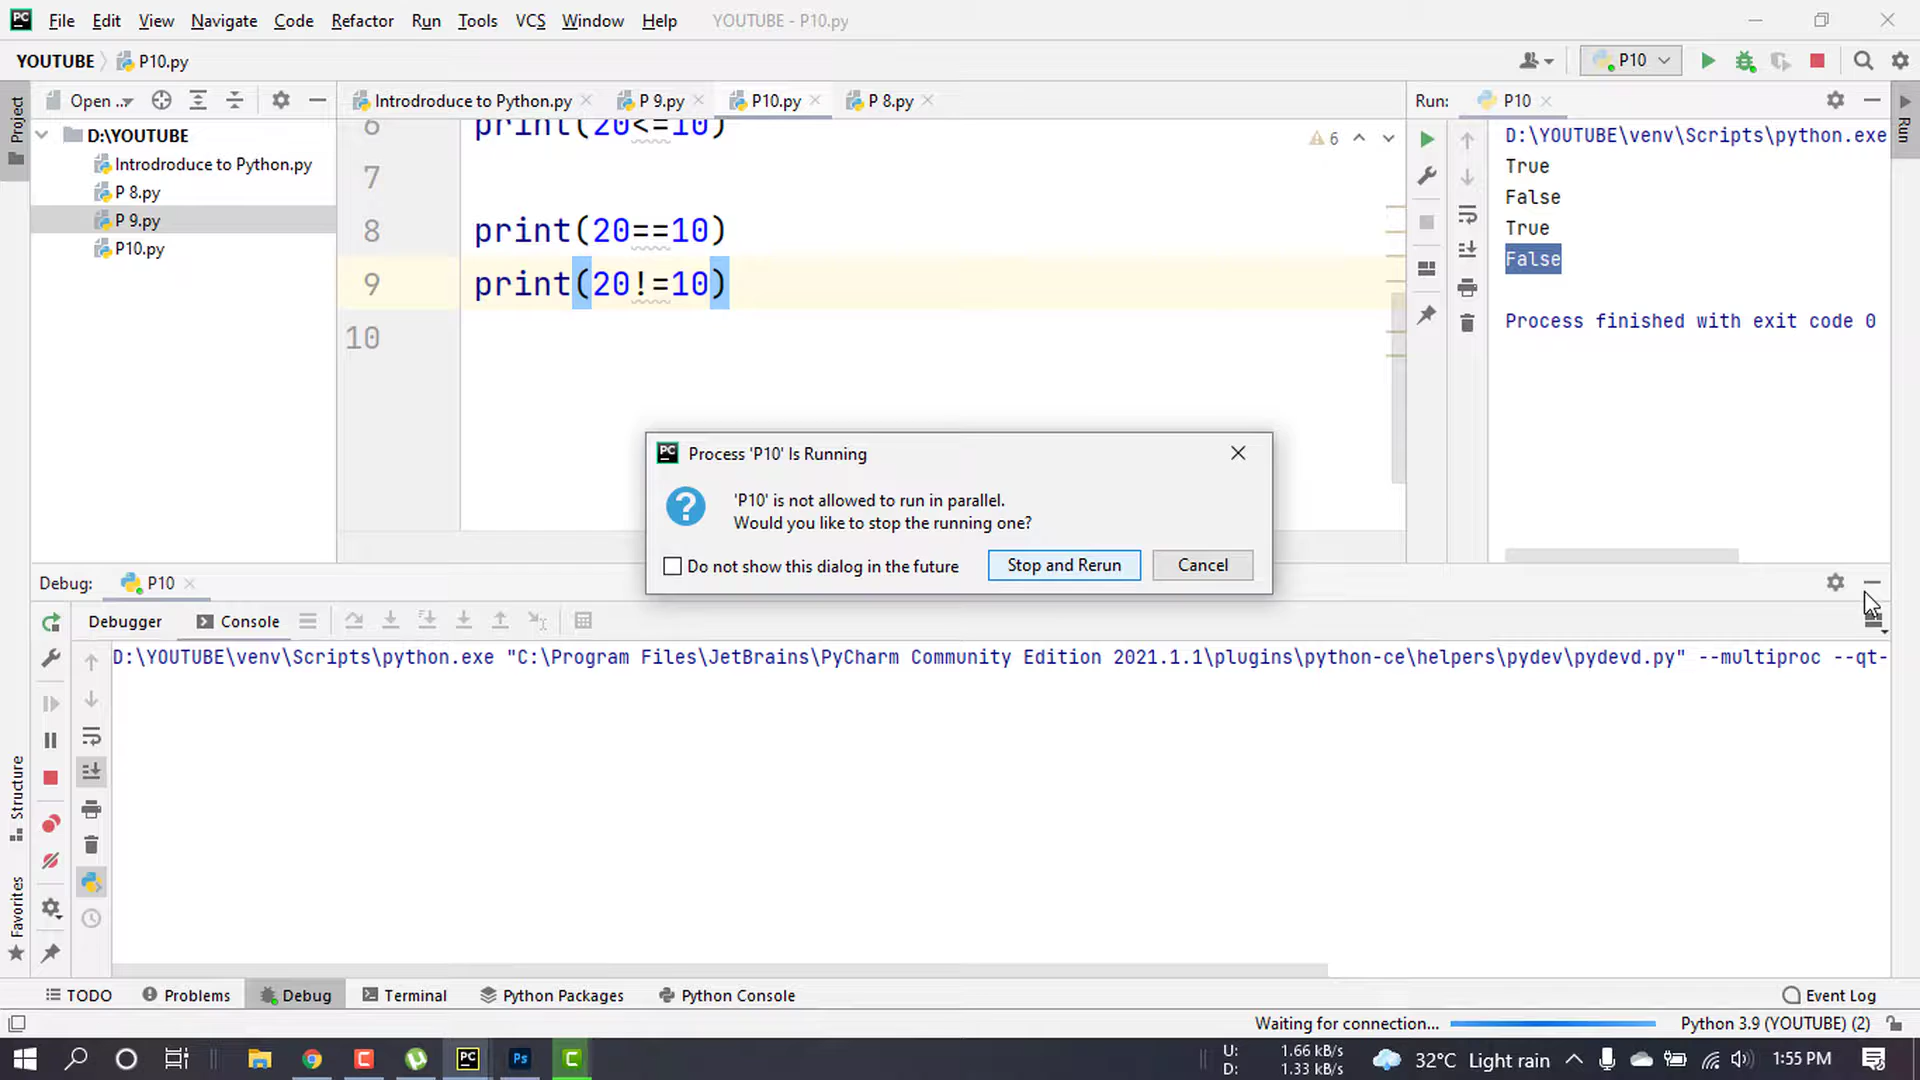 File Edit View Navigate Code Refactor Run Tools VCS Window Help YOUTUBE - P10.py
YOUTUBE P10.py P10
Project
Open ..
Introdroduce to Python.py P 9.py P10.py P 8.py
Run: P10
Run
D:\YOUTUBE
Introdroduce to Python.py
P 8.py
P 9.py
P10.py
6 print(20<=10)
7
8 print(20==10)
9 print(20!=10)
10
6
D:\YOUTUBE\venv\Scripts\python.exe
True
False
True
False
Process finished with exit code 0
PC Process 'P10' Is Running
'P10' is not allowed to run in parallel.
Would you like to stop the running one?
Do not show this dialog in the future Stop and Rerun Cancel
Debug: P10
Debugger Console
D:\YOUTUBE\venv\Scripts\python.exe "C:\Program Files\JetBrains\PyCharm Community Edition 2021.1.1\plugins\python-ce\helpers\pydev\pydevd.py" --multiproc --qt-
Structure
Favorites
TODO Problems Debug Terminal Python Packages Python Console Event Log
Waiting for connection... Python 3.9 (YOUTUBE) (2)
PC Ps C
U: 1.66 kB/s
D: 1.33 kB/s
32°C Light rain 1:55 PM